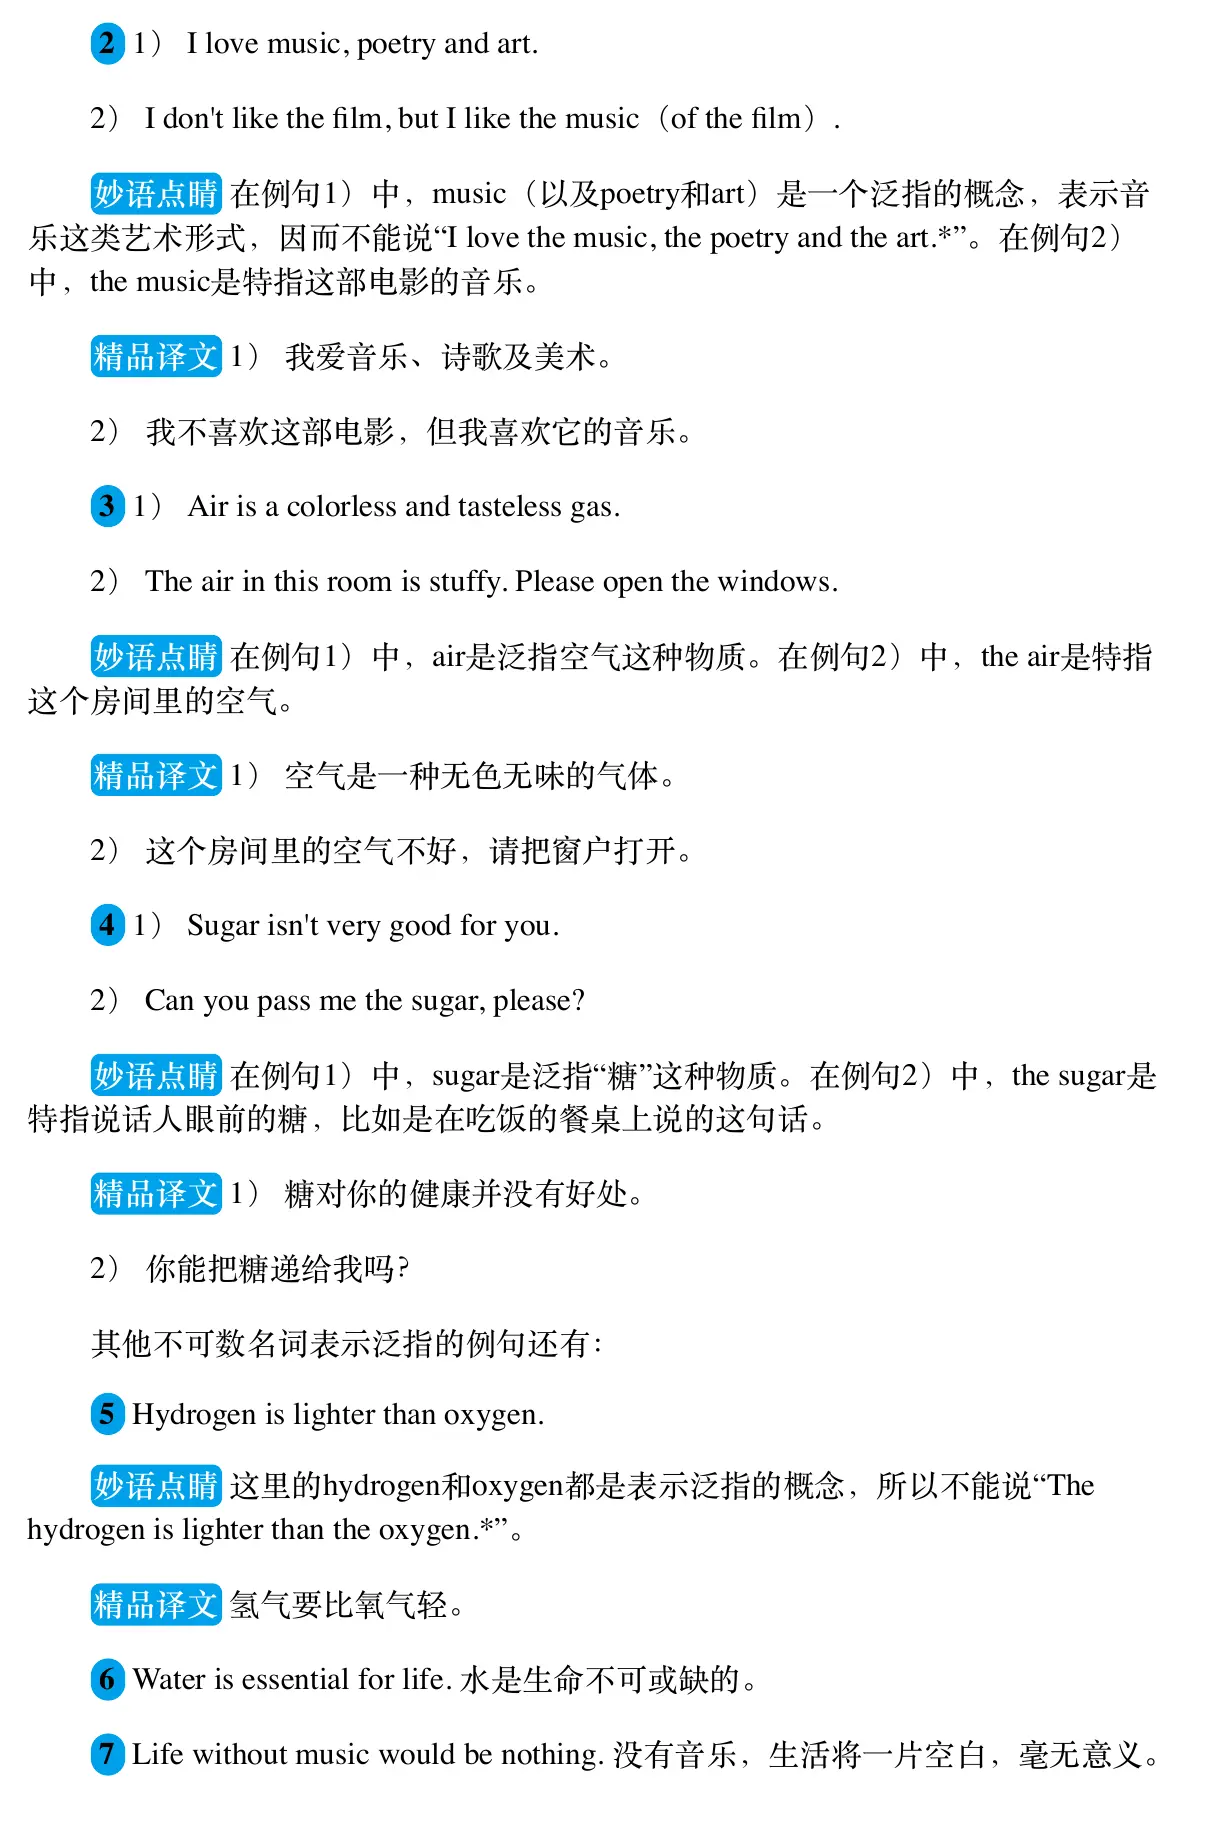 2 1） I love music, poetry and art.
2） I don't like the film, but I like the music（of the film）.
妙语点睛 在例句1）中，music（以及poetry和art）是一个泛指的概念，表示音
乐这类艺术形式，因而不能说“I love the music, the poetry and the art.*”。在例句2）
中，the music是特指这部电影的音乐。
精品译文 1） 我爱音乐、诗歌及美术。
2） 我不喜欢这部电影，但我喜欢它的音乐。
3 1） Air is a colorless and tasteless gas.
2） The air in this room is stuffy. Please open the windows.
妙语点睛 在例句1）中，air是泛指空气这种物质。在例句2）中，the air是特指
这个房间里的空气。
精品译文 1） 空气是一种无色无味的气体。
2） 这个房间里的空气不好，请把窗户打开。
4 1） Sugar isn't very good for you.
2） Can you pass me the sugar, please?
妙语点睛 在例句1）中，sugar是泛指“糖”这种物质。在例句2）中，the sugar是
特指说话人眼前的糖，比如是在吃饭的餐桌上说的这句话。
精品译文 1） 糖对你的健康并没有好处。
2） 你能把糖递给我吗？
其他不可数名词表示泛指的例句还有：
5 Hydrogen is lighter than oxygen.
妙语点睛 这里的hydrogen和oxygen都是表示泛指的概念，所以不能说“The
hydrogen is lighter than the oxygen.*”。
精品译文 氢气要比氧气轻。
6 Water is essential for life. 水是生命不可或缺的。
7 Life without music would be nothing. 没有音乐，生活将一片空白，毫无意义。